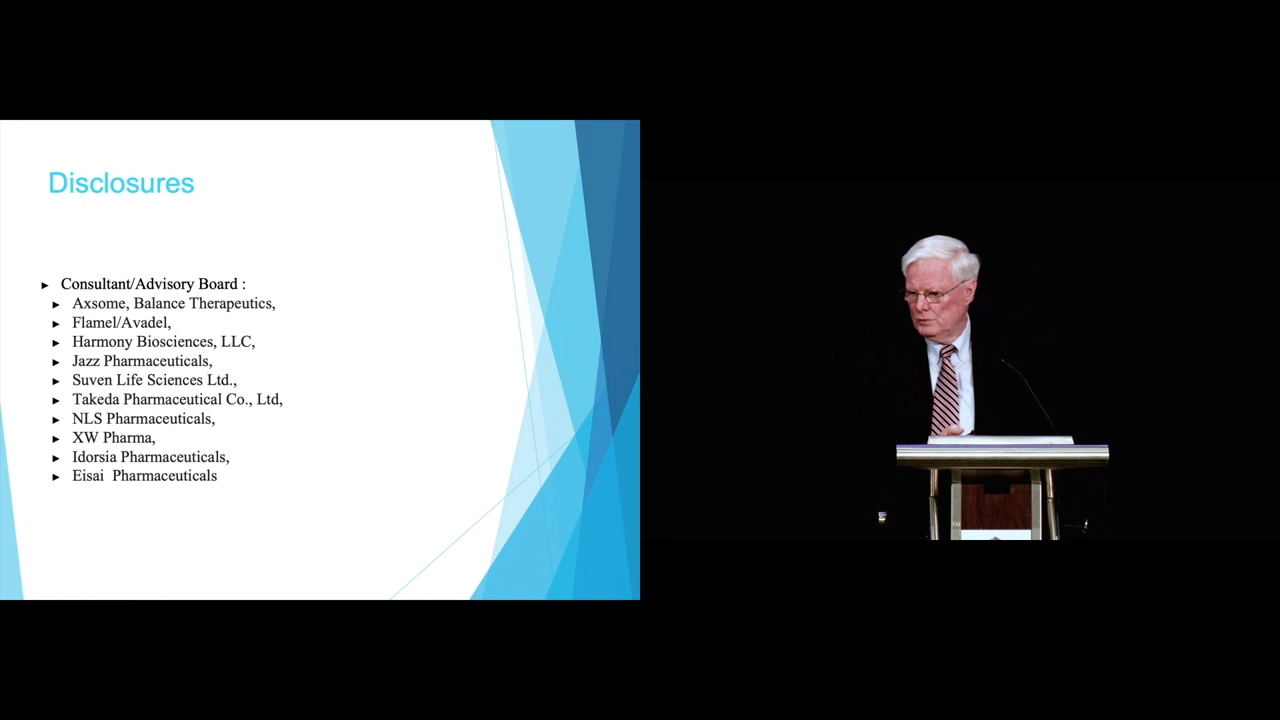 Disclosures
Consultant/Advisory Board :
Axsome, Balance Therapeutics,
Flamel/Avadel,
Harmony Biosciences, LLC,
Jazz Pharmaceuticals,
Suven Life Sciences Ltd.,
Takeda Pharmaceutical Co., Ltd,
NLS Pharmaceuticals,
XW Pharma,
Idorsia Pharmaceuticals,
Eisai  Pharmaceuticals